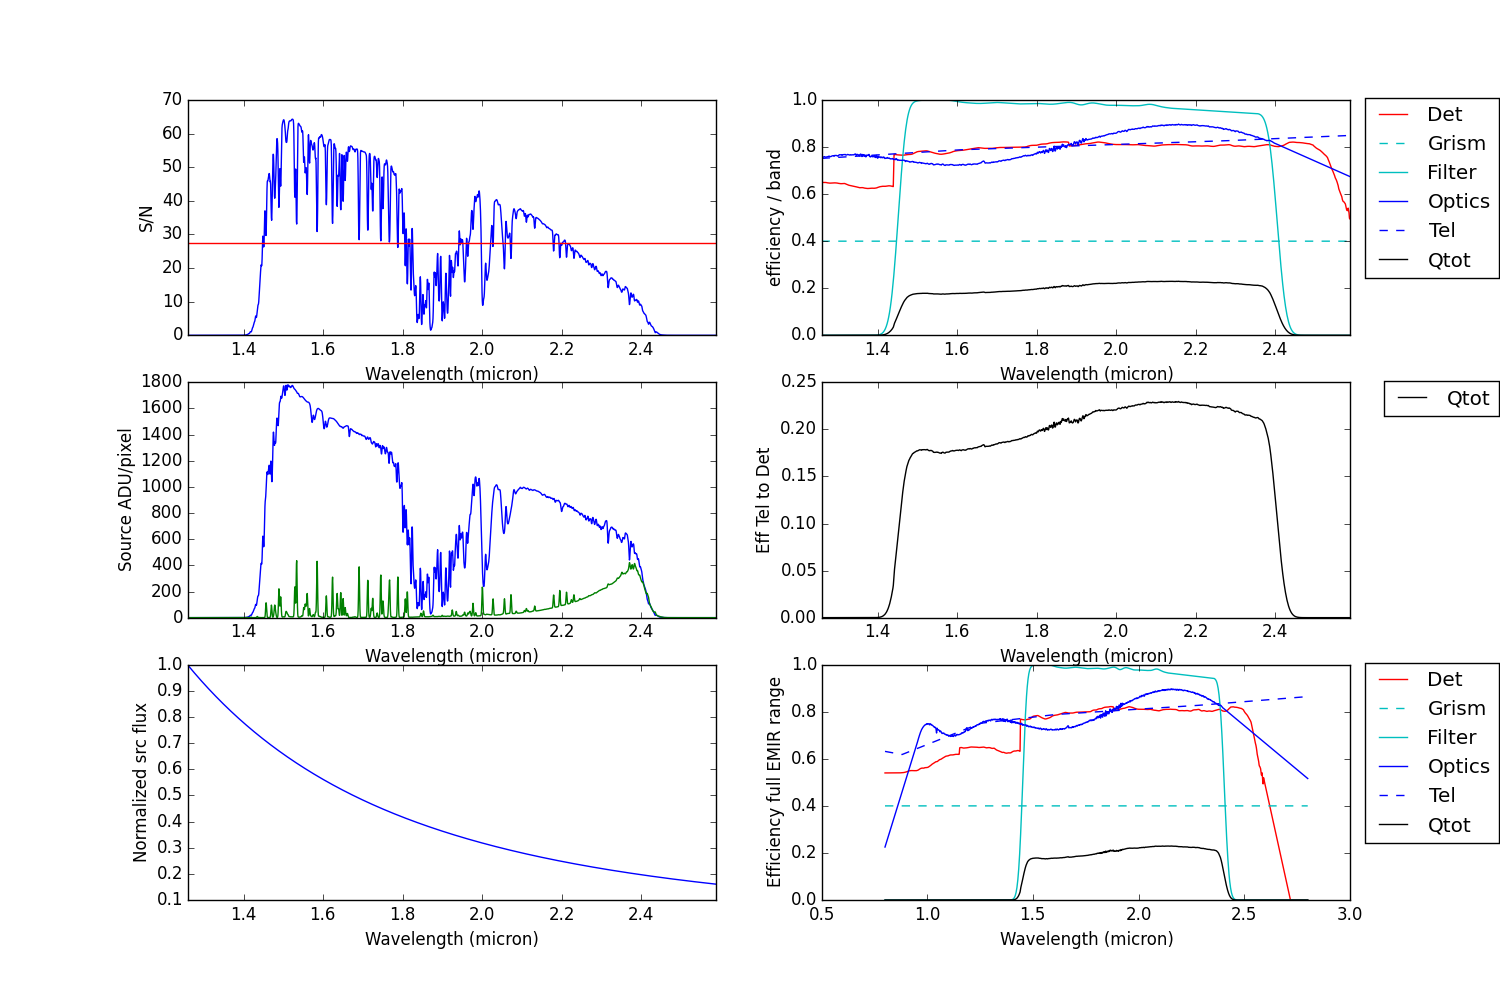 70
60
50
40
30
20
10
0
S/N
1.4 1.6 1.8 2.0 2.2 2.4
Wavelength (micron)
1.0
0.8
0.6
0.4
0.2
0.0
efficiency / band
1.4 1.6 1.8 2.0 2.2 2.4
Wavelength (micron)
Det
Grism
Filter
Optics
Tel
Qtot
1800
1600
1400
1200
1000
800
600
400
200
0
Source ADU/pixel
1.4 1.6 1.8 2.0 2.2 2.4
Wavelength (micron)
0.25
0.20
0.15
0.10
0.05
0.00
Eff Tel to Det
1.4 1.6 1.8 2.0 2.2 2.4
Wavelength (micron)
Qtot
1.0
0.9
0.8
0.7
0.6
0.5
0.4
0.3
0.2
0.1
Normalized src flux
1.4 1.6 1.8 2.0 2.2 2.4
Wavelength (micron)
1.0
0.8
0.6
0.4
0.2
0.0
Efficiency full EMIR range
0.5 1.0 1.5 2.0 2.5 3.0
Wavelength (micron)
Det
Grism
Filter
Optics
Tel
Qtot